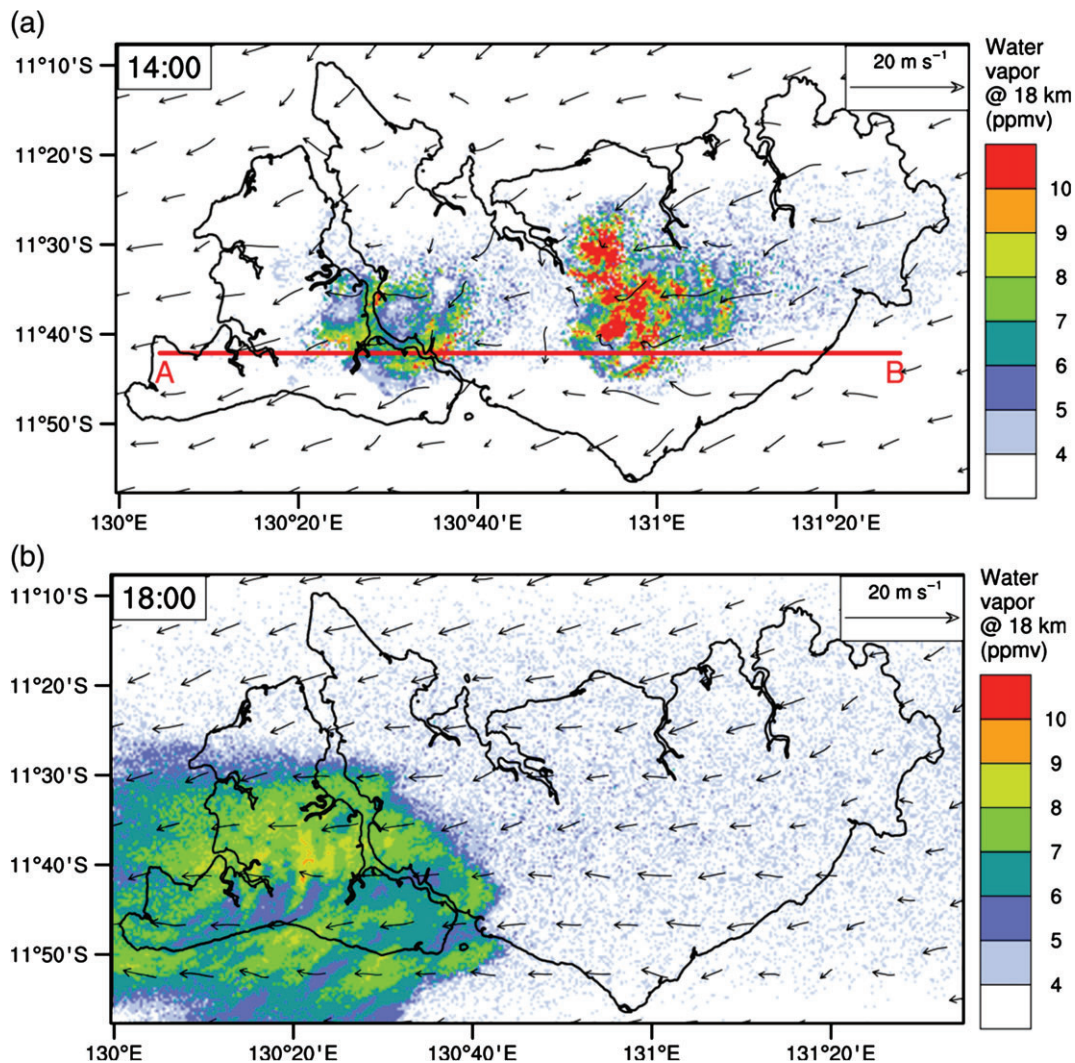 (a)
14:00
20 m s⁻¹
Water
vapor
@ 18 km
(ppmv)
10
9
8
7
6
5
4
11°10'S
11°20'S
11°30'S
11°40'S
11°50'S
A
B
130°E
130°20'E
130°40'E
131°E
131°20'E
(b)
18:00
20 m s⁻¹
Water
vapor
@ 18 km
(ppmv)
10
9
8
7
6
5
4
11°10'S
11°20'S
11°30'S
11°40'S
11°50'S
130°E
130°20'E
130°40'E
131°E
131°20'E